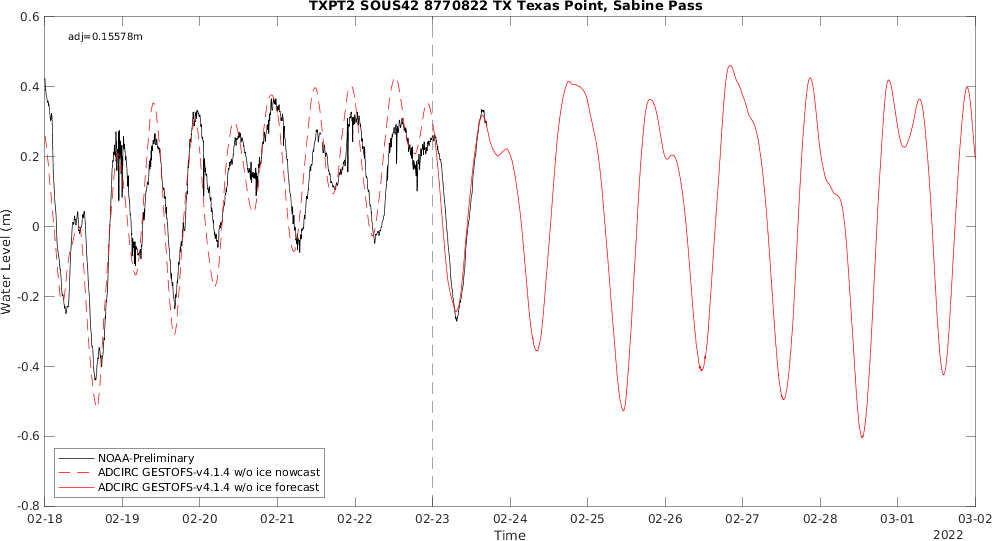 TXPT2 SOUS42 8770822 TX Texas Point, Sabine Pass
adj=0.15578m
Water Level (m)
0.6
0.4
0.2
0
-0.2
-0.4
-0.6
-0.8
NOAA-Preliminary
ADCIRC GESTOFS-v4.1.4 w/o ice nowcast
ADCIRC GESTOFS-v4.1.4 w/o ice forecast
02-18 02-19 02-20 02-21 02-22 02-23 02-24 02-25 02-26 02-27 02-28 03-01 03-02
Time
2022